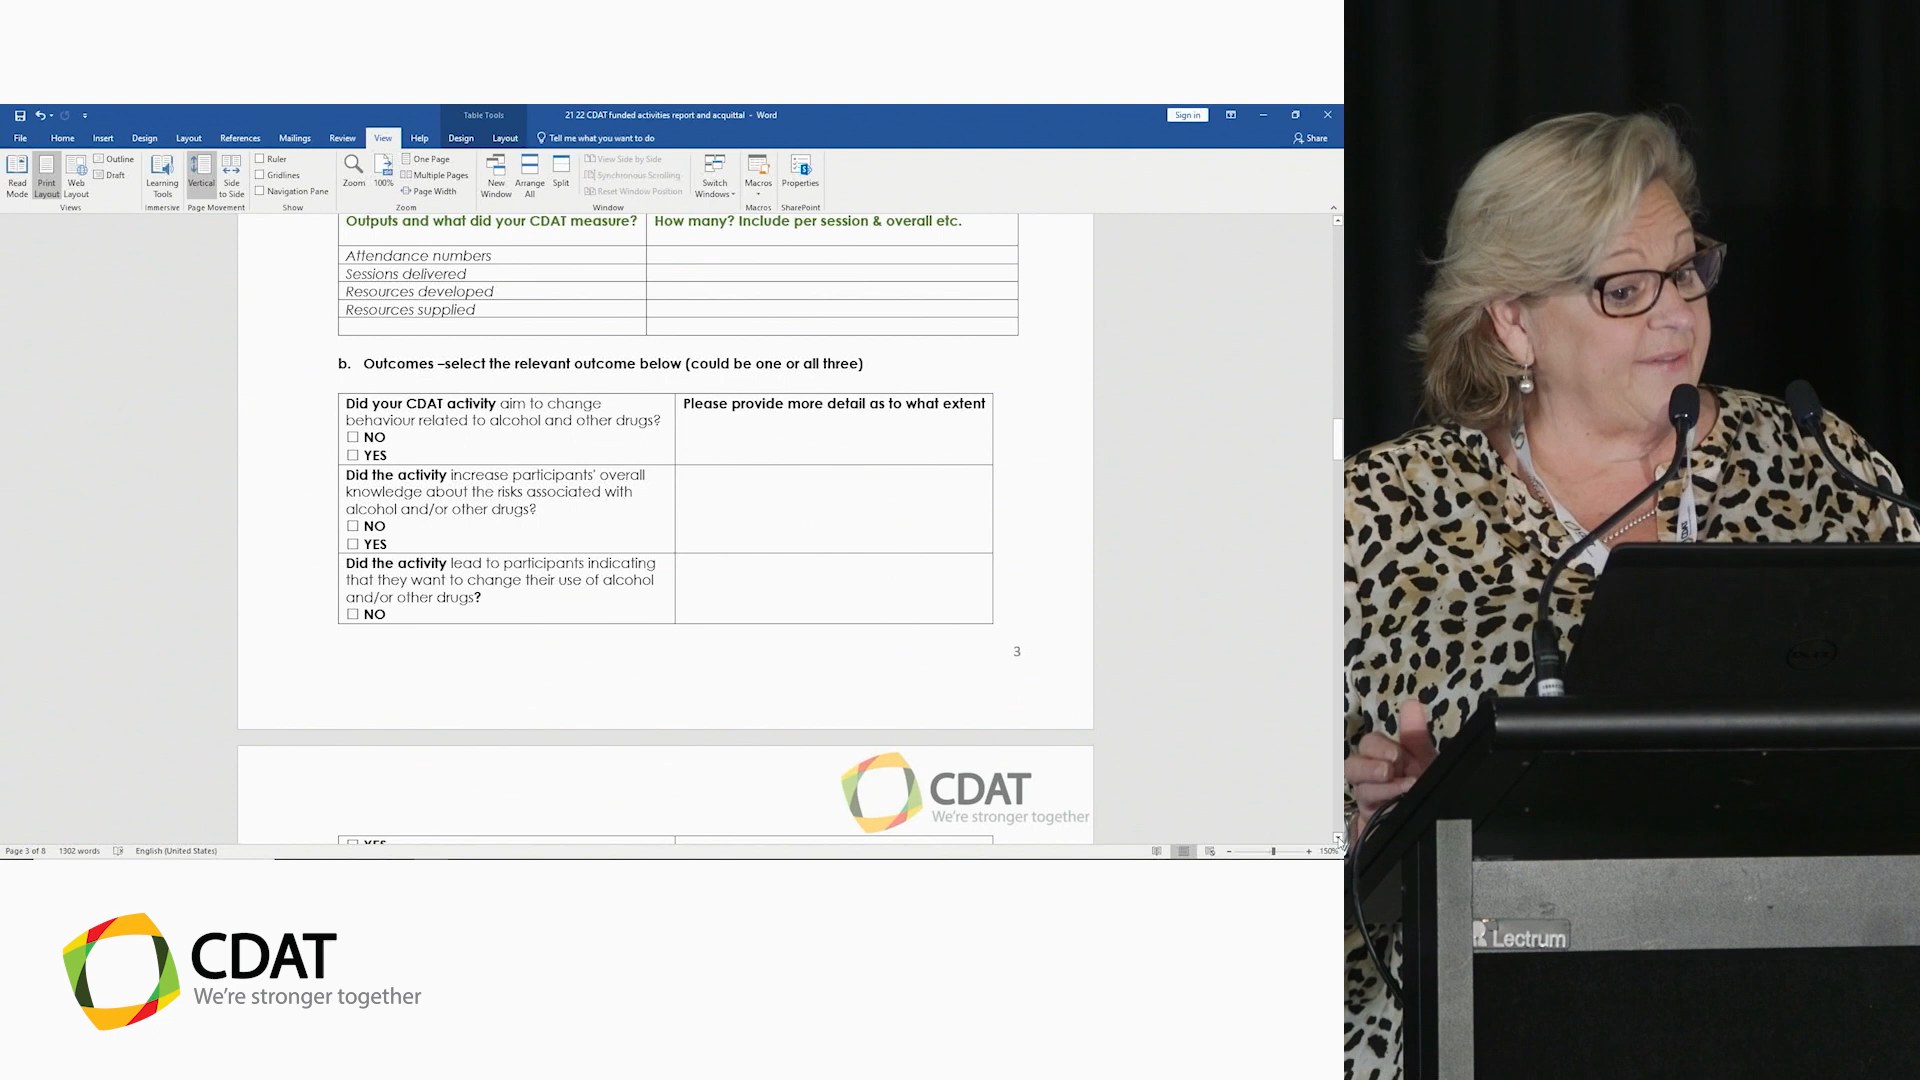 Table Tools
21 22 CDAT funded activities report and acquittal - Word
Sign in
File Home Insert Design Layout References Mailings Review View Help Design Layout Tell me what you want to do Share
Read Mode
Print Layout
Web Layout
Outline
Draft
Views
Learning Tools
Immersive
Vertical
Side to Side
Page Movement
Ruler
Gridlines
Navigation Pane
Show
Zoom
100%
One Page
Multiple Pages
Page Width
Zoom
New Window
Arrange All
Split
View Side by Side
Synchronous Scrolling
Reset Window Position
Window
Switch Windows
Macros
Macros
Properties
SharePoint
Outputs and what did your CDAT measure? How many? Include per session & overall etc.
Attendance numbers
Sessions delivered
Resources developed
Resources supplied
b. Outcomes –select the relevant outcome below (could be one or all three)
Did your CDAT activity aim to change
behaviour related to alcohol and other drugs?
NO
YES
Please provide more detail as to what extent
Did the activity increase participants' overall
knowledge about the risks associated with
alcohol and/or other drugs?
NO
YES
Did the activity lead to participants indicating
that they want to change their use of alcohol
and/or other drugs?
NO
3
CDAT
We're stronger together
YES
Page 3 of 8 1302 words English (United States) 150%
CDAT
We're stronger together
Lectrum
DELL
CDAT